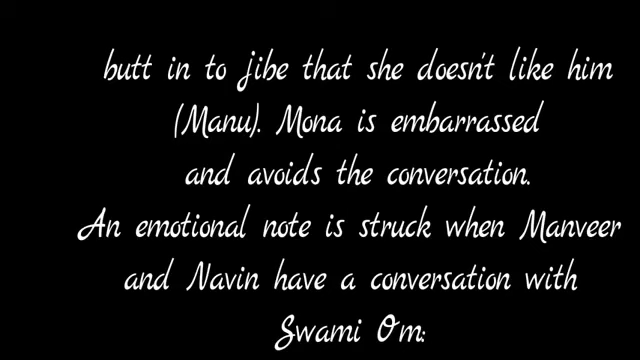 butt in to jibe that she doesn't like him
(Manu). Mona is embarrassed
and avoids the conversation.
An emotional note is struck when Manveer
and Navin have a conversation with
Swami Om: